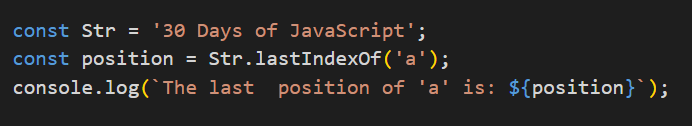 const Str = '30 Days of JavaScript';
const position = Str.lastIndexOf('a');
console.log(`The last  position of 'a' is: ${position}`);